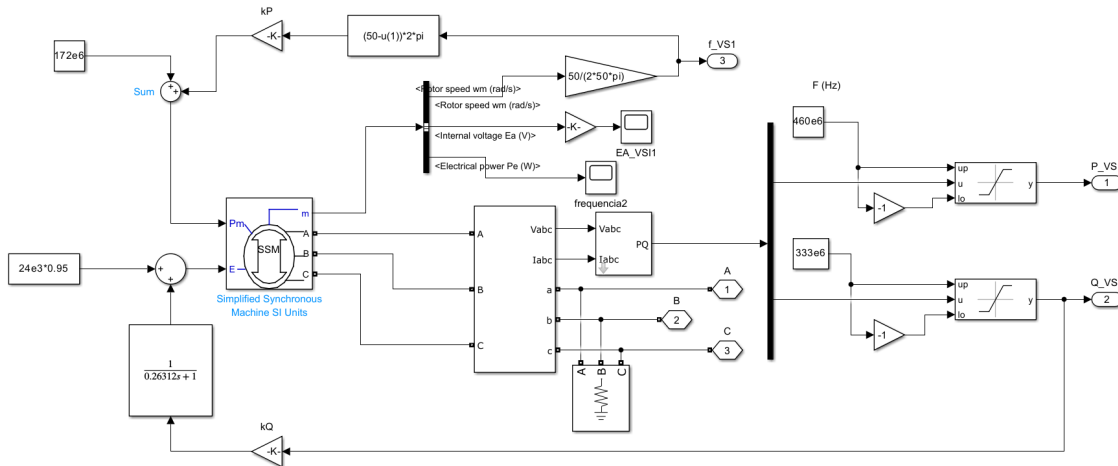 kP
-K-
(50-u(1))*2*pi
f_VS1
3
172e6
+
+
Sum
50/(2*50*pi)
<Rotor speed wm (rad/s)>
<Rotor speed wm (rad/s)>
<Internal voltage Ea (V)>
-K-
EA_VSI1
<Electrical power Pe (W)>
frequencia2
F (Hz)
460e6
up
u
lo
y
P_VS
1
-1
Pm
m
SSM
A
B
C
E
Simplified Synchronous
Machine SI Units
24e3*0.95
+
+
A
B
C
Vabc
Iabc
a
b
c
Vabc
Iabc
PQ
A
1
B
2
C
3
A B C
333e6
up
u
lo
y
Q_VS
2
-1
1
0.26312s+1
kQ
-K-